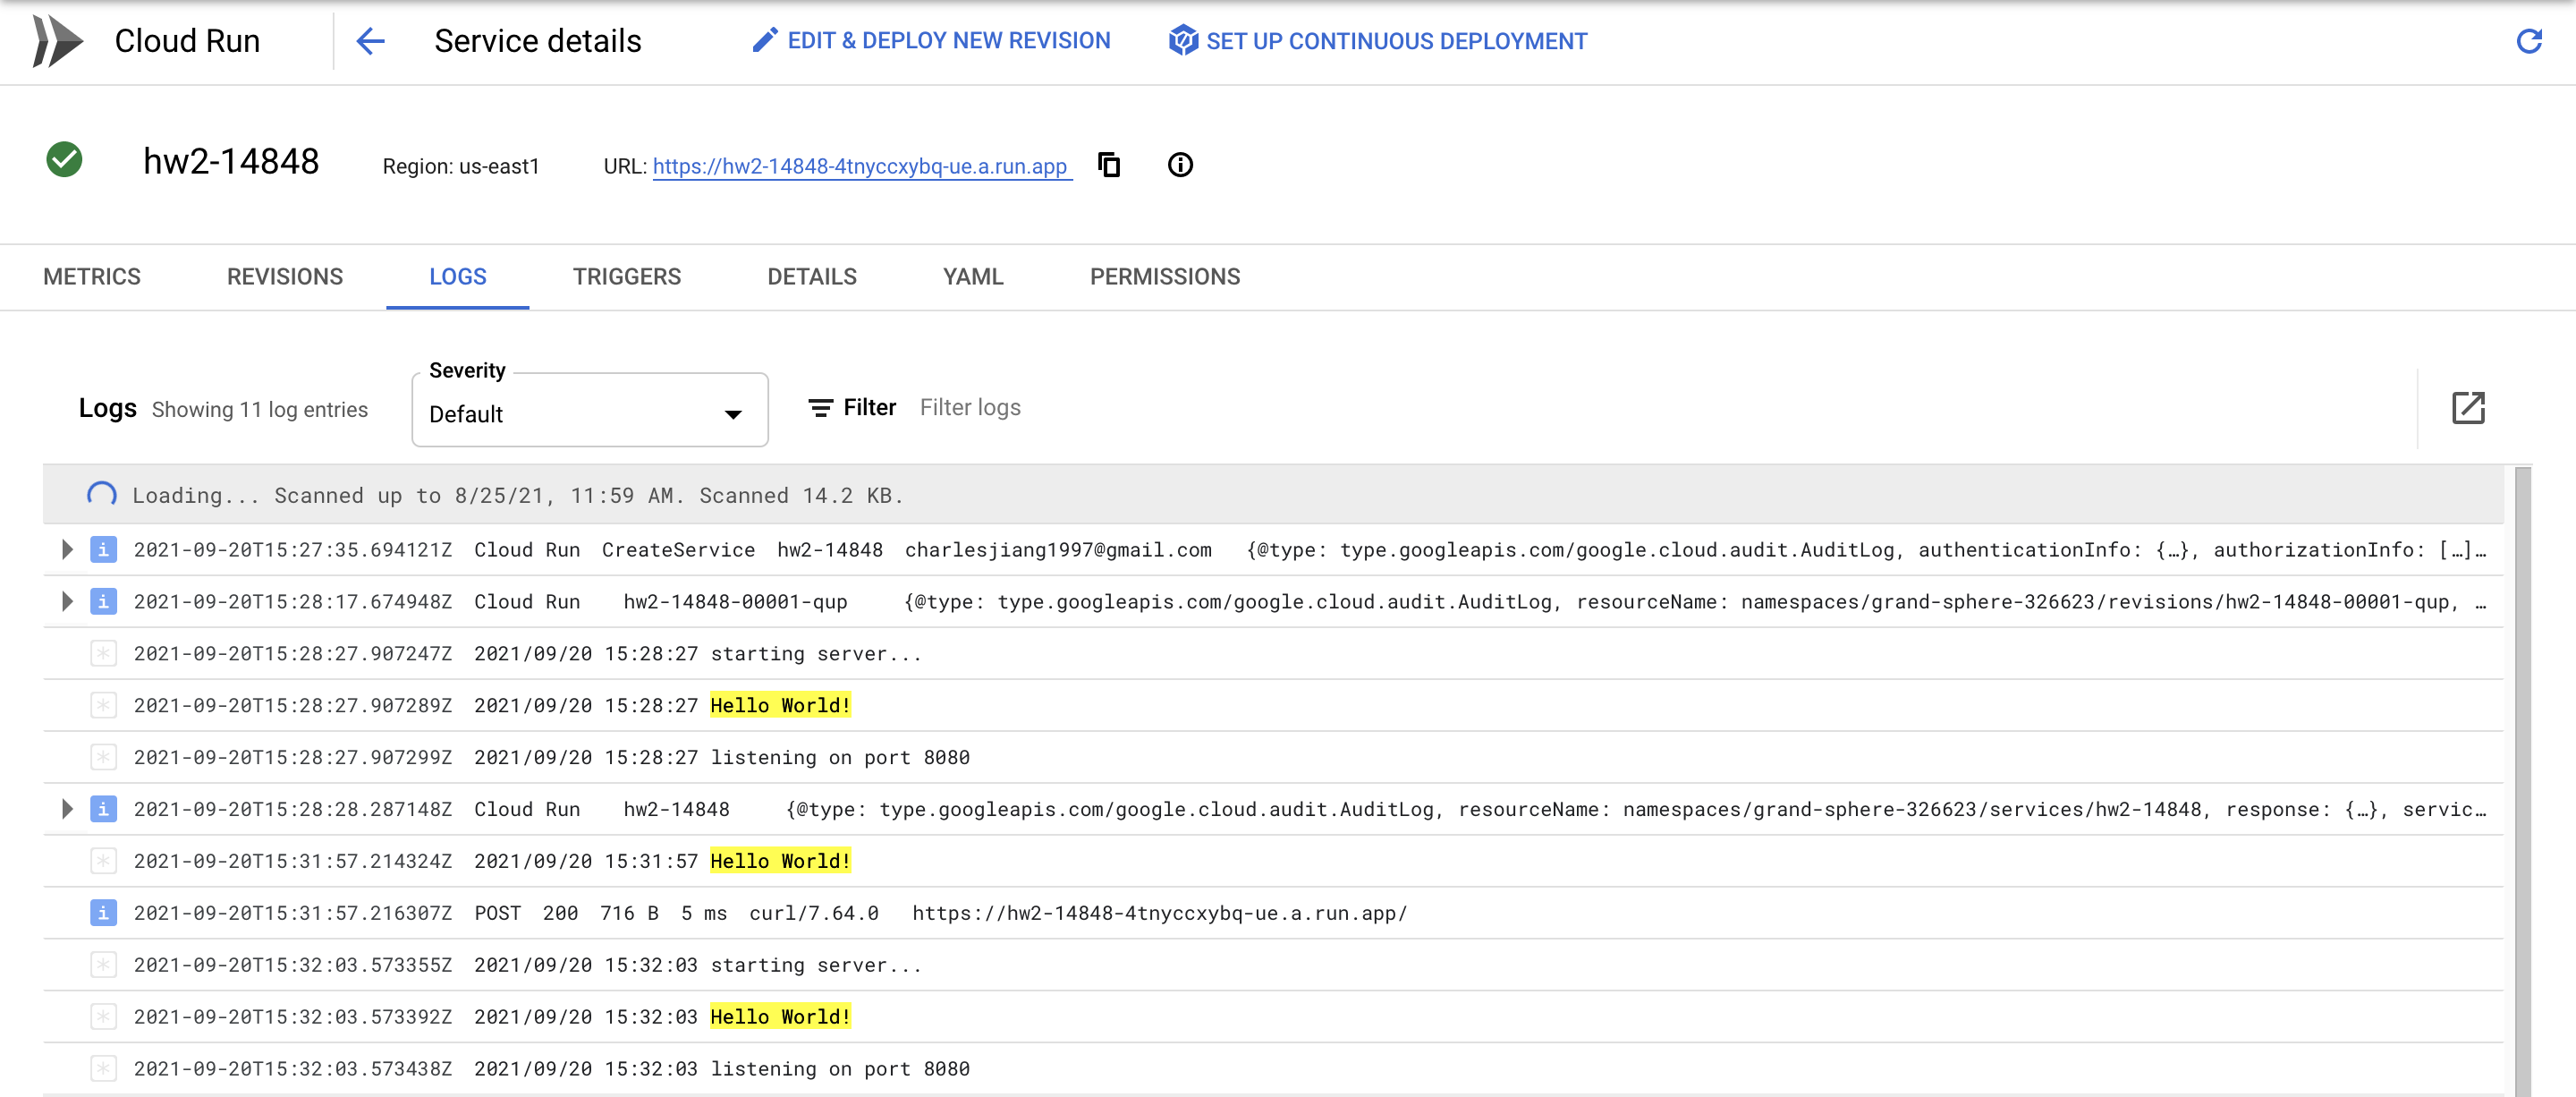 Cloud Run Service details EDIT & DEPLOY NEW REVISION SET UP CONTINUOUS DEPLOYMENT
hw2-14848 Region: us-east1 URL: https://hw2-14848-4tnyccxybq-ue.a.run.app
METRICS REVISIONS LOGS TRIGGERS DETAILS YAML PERMISSIONS
Severity
Logs Showing 11 log entries Default Filter Filter logs
Loading... Scanned up to 8/25/21, 11:59 AM. Scanned 14.2 KB.
i 2021-09-20T15:27:35.694121Z Cloud Run CreateService hw2-14848 charlesjiang1997@gmail.com {@type: type.googleapis.com/google.cloud.audit.AuditLog, authenticationInfo: {…}, authorizationInfo: […]…
i 2021-09-20T15:28:17.674948Z Cloud Run hw2-14848-00001-qup {@type: type.googleapis.com/google.cloud.audit.AuditLog, resourceName: namespaces/grand-sphere-326623/revisions/hw2-14848-00001-qup, …
* 2021-09-20T15:28:27.907247Z 2021/09/20 15:28:27 starting server...
* 2021-09-20T15:28:27.907289Z 2021/09/20 15:28:27 Hello World!
* 2021-09-20T15:28:27.907299Z 2021/09/20 15:28:27 listening on port 8080
i 2021-09-20T15:28:28.287148Z Cloud Run hw2-14848 {@type: type.googleapis.com/google.cloud.audit.AuditLog, resourceName: namespaces/grand-sphere-326623/services/hw2-14848, response: {…}, servic…
* 2021-09-20T15:31:57.214324Z 2021/09/20 15:31:57 Hello World!
i 2021-09-20T15:31:57.216307Z POST 200 716 B 5 ms curl/7.64.0 https://hw2-14848-4tnyccxybq-ue.a.run.app/
* 2021-09-20T15:32:03.573355Z 2021/09/20 15:32:03 starting server...
* 2021-09-20T15:32:03.573392Z 2021/09/20 15:32:03 Hello World!
* 2021-09-20T15:32:03.573438Z 2021/09/20 15:32:03 listening on port 8080